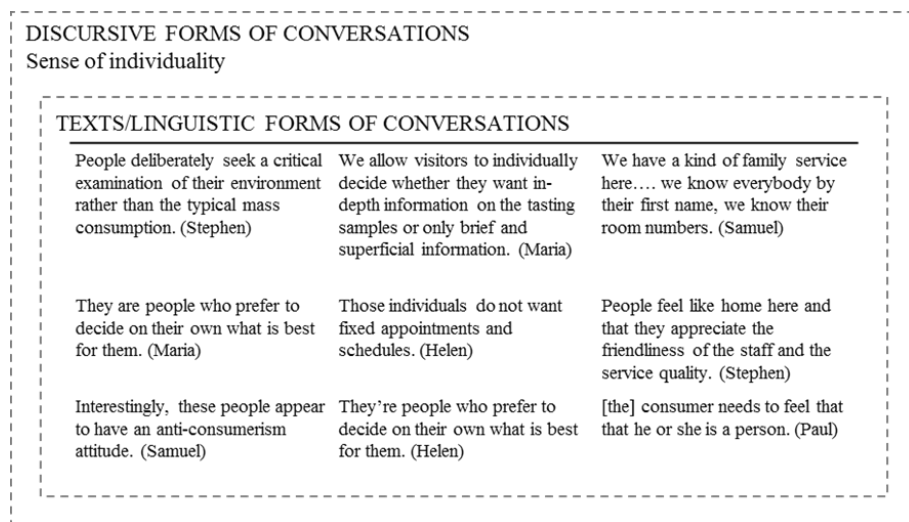 DISCURSIVE FORMS OF CONVERSATIONS
Sense of individuality
TEXTS/LINGUISTIC FORMS OF CONVERSATIONS
People deliberately seek a critical
examination of their environment
rather than the typical mass
consumption. (Stephen)
We allow visitors to individually
decide whether they want in-
depth information on the tasting
samples or only brief and
superficial information. (Maria)
We have a kind of family service
here…. we know everybody by
their first name, we know their
room numbers. (Samuel)
They are people who prefer to
decide on their own what is best
for them. (Maria)
Those individuals do not want
fixed appointments and
schedules. (Helen)
People feel like home here and
that they appreciate the
friendliness of the staff and the
service quality. (Stephen)
Interestingly, these people appear
to have an anti-consumerism
attitude. (Samuel)
They're people who prefer to
decide on their own what is best
for them. (Helen)
[the] consumer needs to feel that
that he or she is a person. (Paul)